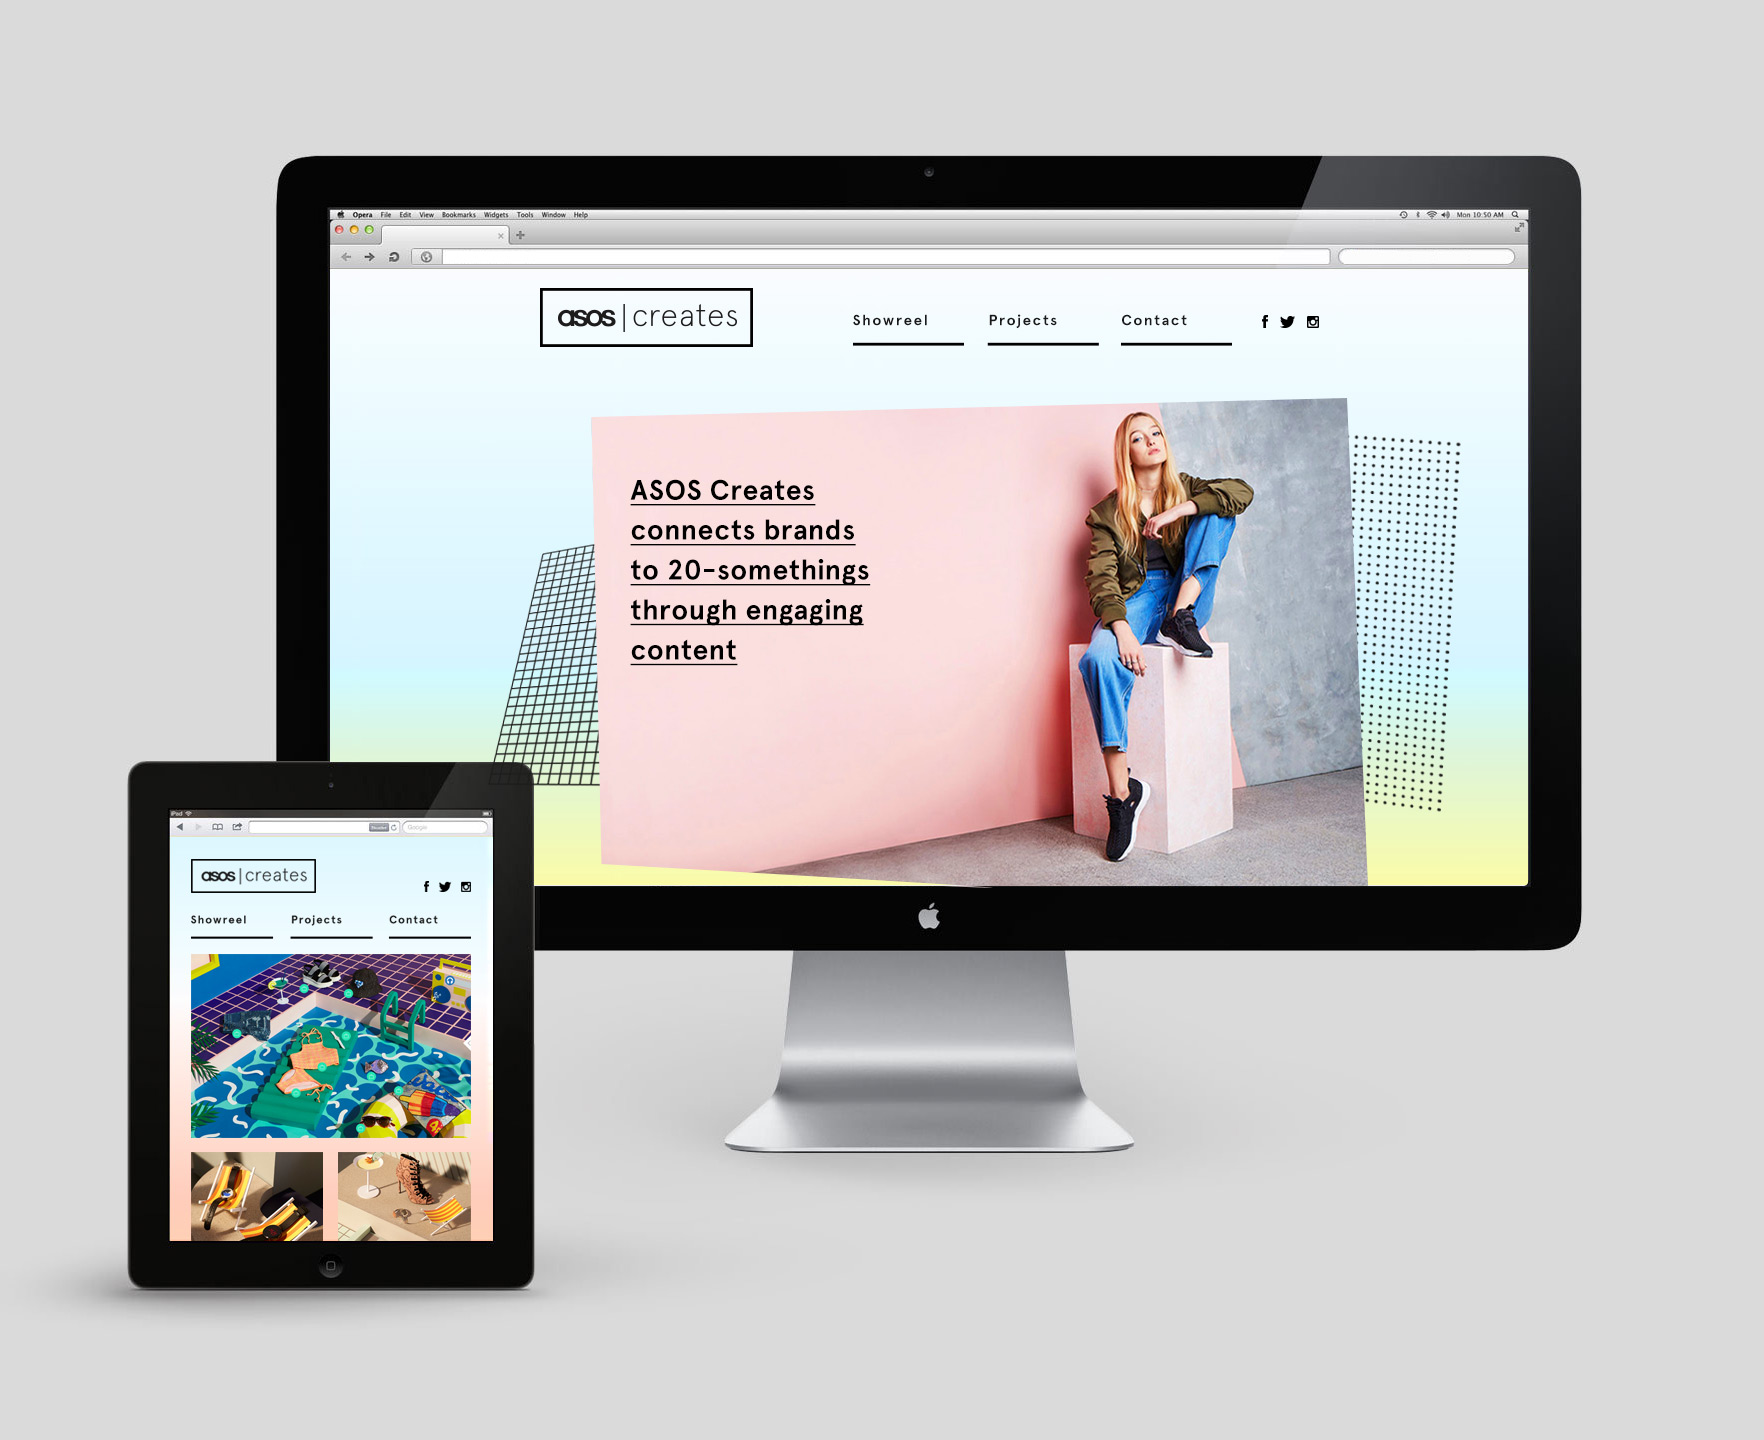 Opera File Edit View Bookmarks Widgets Tools Window Help
Mon 10:50 AM
asos | creates
Showreel Projects Contact
ASOS Creates
connects brands
to 20-somethings
through engaging
content
iPad
Reader
Google
asos | creates
Showreel Projects Contact